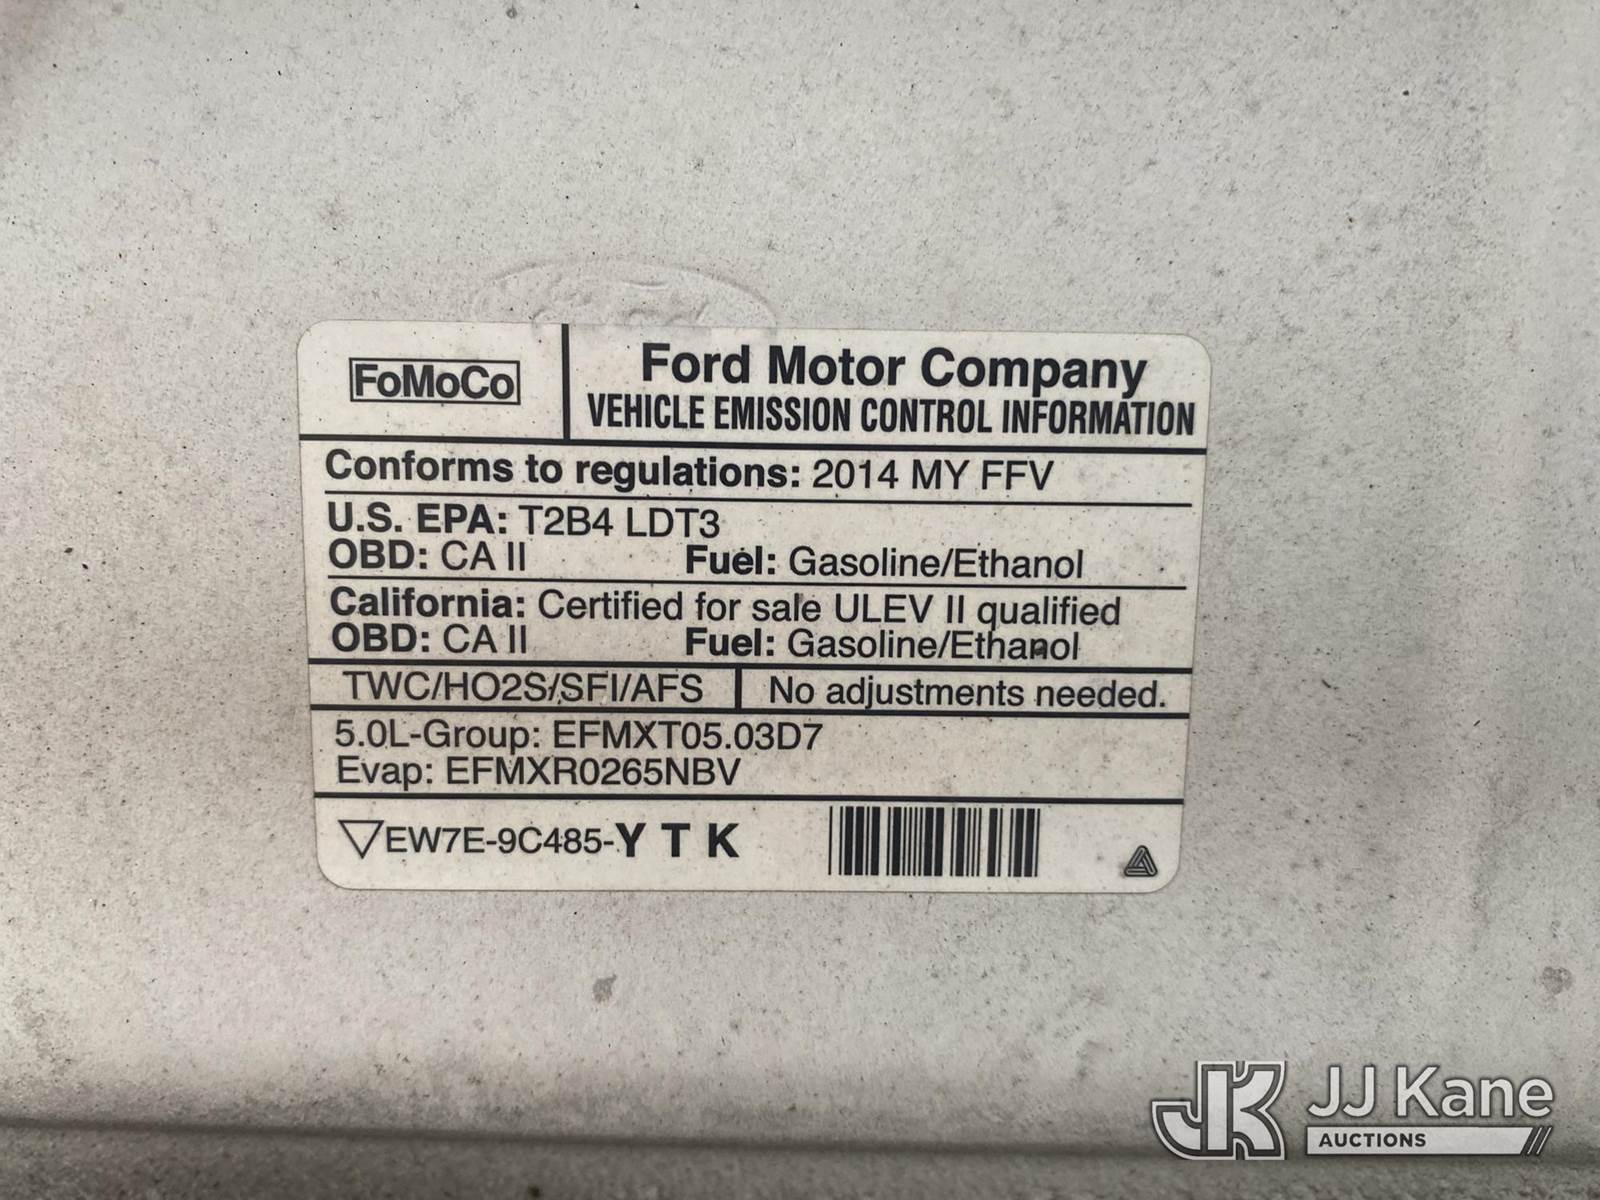 FoMoCo
Ford Motor Company
VEHICLE EMISSION CONTROL INFORMATION
Conforms to regulations: 2014 MY FFV
U.S. EPA: T2B4 LDT3
OBD: CA II Fuel: Gasoline/Ethanol
California: Certified for sale ULEV II qualified
OBD: CA II Fuel: Gasoline/Ethanol
TWC/HO2S/SFI/AFS No adjustments needed.
5.0L-Group: EFMXT05.03D7
Evap: EFMXR0265NBV
EW7E-9C485-Y T K
JK JJ Kane
AUCTIONS